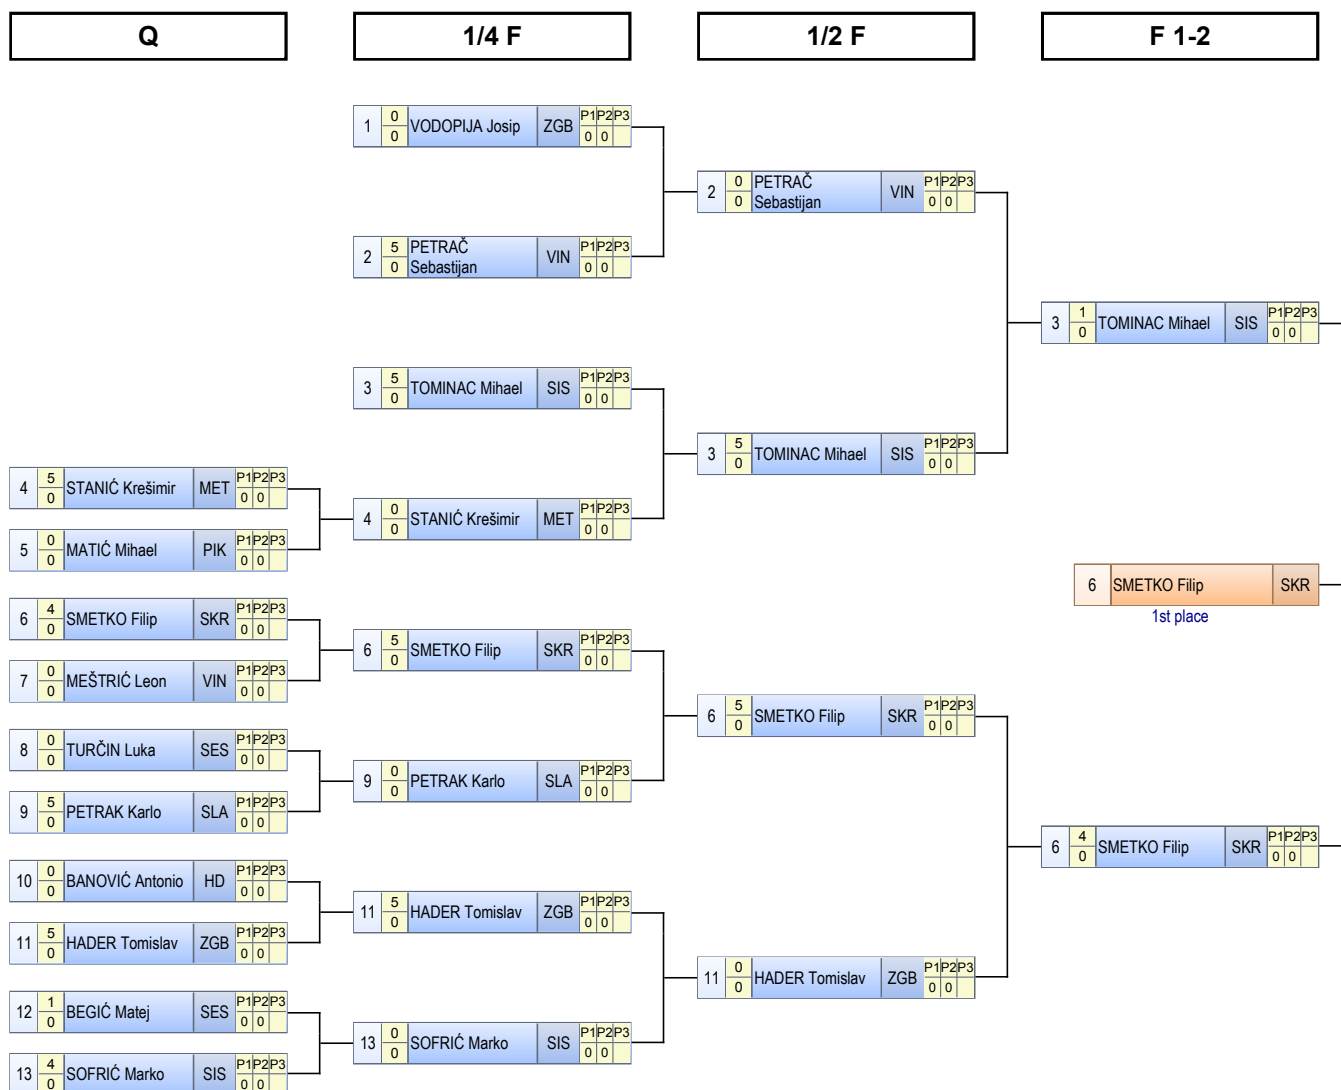 Q 1/4 F 1/2 F F 1-2
1 0 VODOPIJA Josip ZGB P1 P2 P3
0 0 0
2 0 PETRAČ VIN P1 P2 P3
0 Sebastijan 0 0
2 5 PETRAČ VIN P1 P2 P3
0 Sebastijan 0 0
3 1 TOMINAC Mihael SIS P1 P2 P3
0 0 0
3 5 TOMINAC Mihael SIS P1 P2 P3
0 0 0
3 5 TOMINAC Mihael SIS P1 P2 P3
0 0 0
4 5 STANIĆ Krešimir MET P1 P2 P3
0 0 0
4 0 STANIĆ Krešimir MET P1 P2 P3
0 0 0
5 0 MATIĆ Mihael PIK P1 P2 P3
0 0 0
6 SMETKO Filip SKR
1st place
6 4 SMETKO Filip SKR P1 P2 P3
0 0 0
6 5 SMETKO Filip SKR P1 P2 P3
0 0 0
7 0 MEŠTRIĆ Leon VIN P1 P2 P3
0 0 0
6 5 SMETKO Filip SKR P1 P2 P3
0 0 0
8 0 TURČIN Luka SES P1 P2 P3
0 0 0
9 0 PETRAK Karlo SLA P1 P2 P3
0 0 0
9 5 PETRAK Karlo SLA P1 P2 P3
0 0 0
6 4 SMETKO Filip SKR P1 P2 P3
0 0 0
10 0 BANOVIĆ Antonio HD P1 P2 P3
0 0 0
11 5 HADER Tomislav ZGB P1 P2 P3
0 0 0
11 5 HADER Tomislav ZGB P1 P2 P3
0 0 0
11 0 HADER Tomislav ZGB P1 P2 P3
0 0 0
12 1 BEGIĆ Matej SES P1 P2 P3
0 0 0
13 0 SOFRIĆ Marko SIS P1 P2 P3
0 0 0
13 4 SOFRIĆ Marko SIS P1 P2 P3
0 0 0